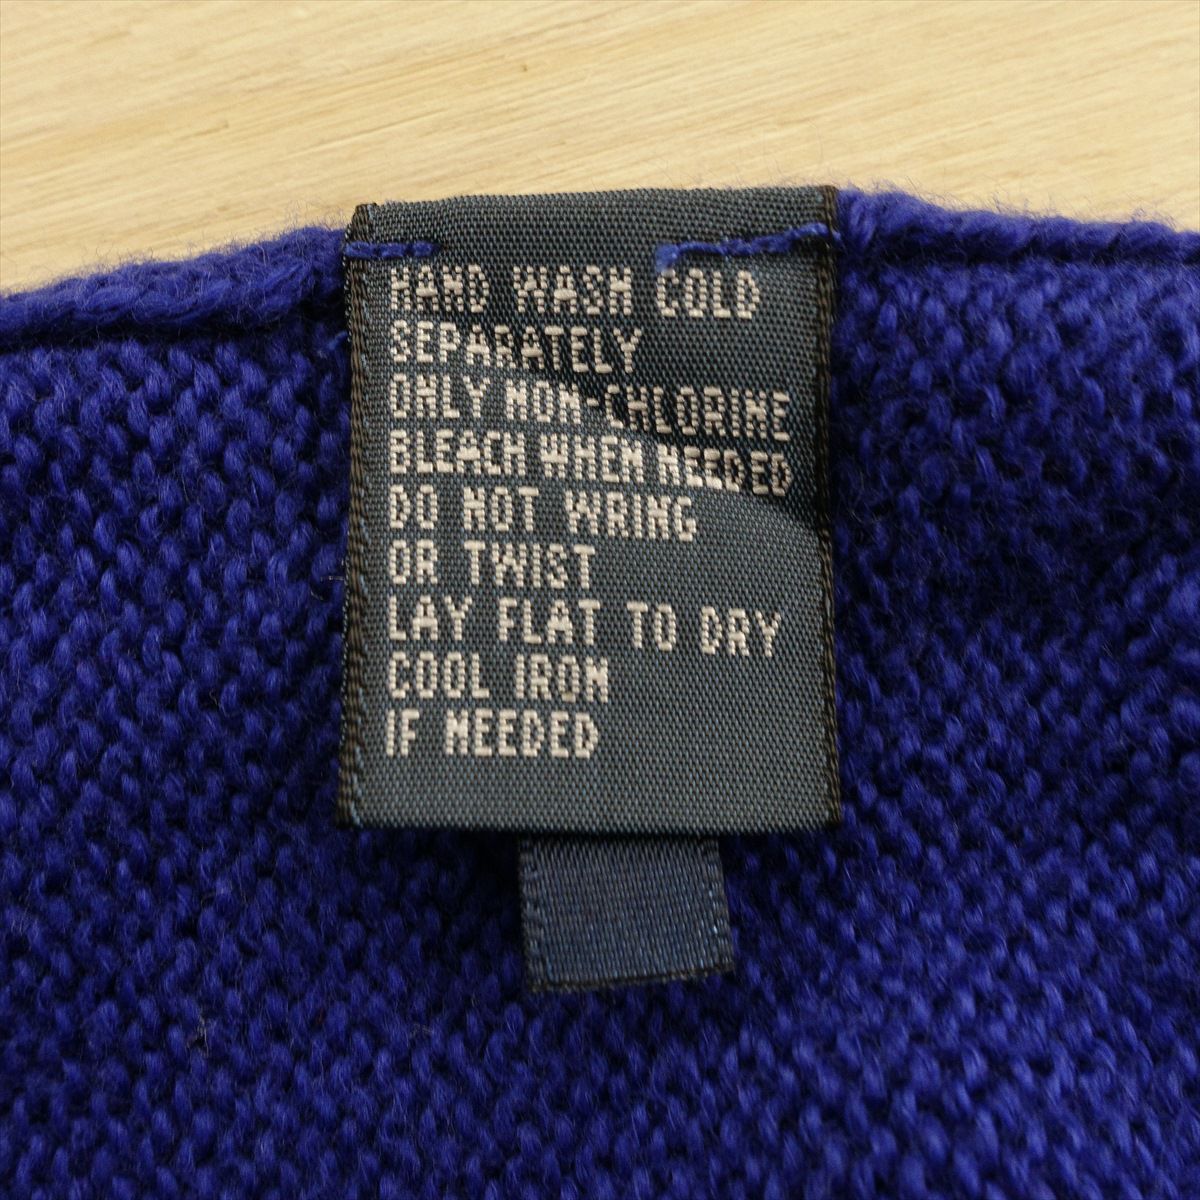 HAND WASH COLD
SEPARATELY
ONLY NON-CHLORINE
BLEACH WHEN NEEDED
DO NOT WRING
OR TWIST
LAY FLAT TO DRY
COOL IRON
IF NEEDED